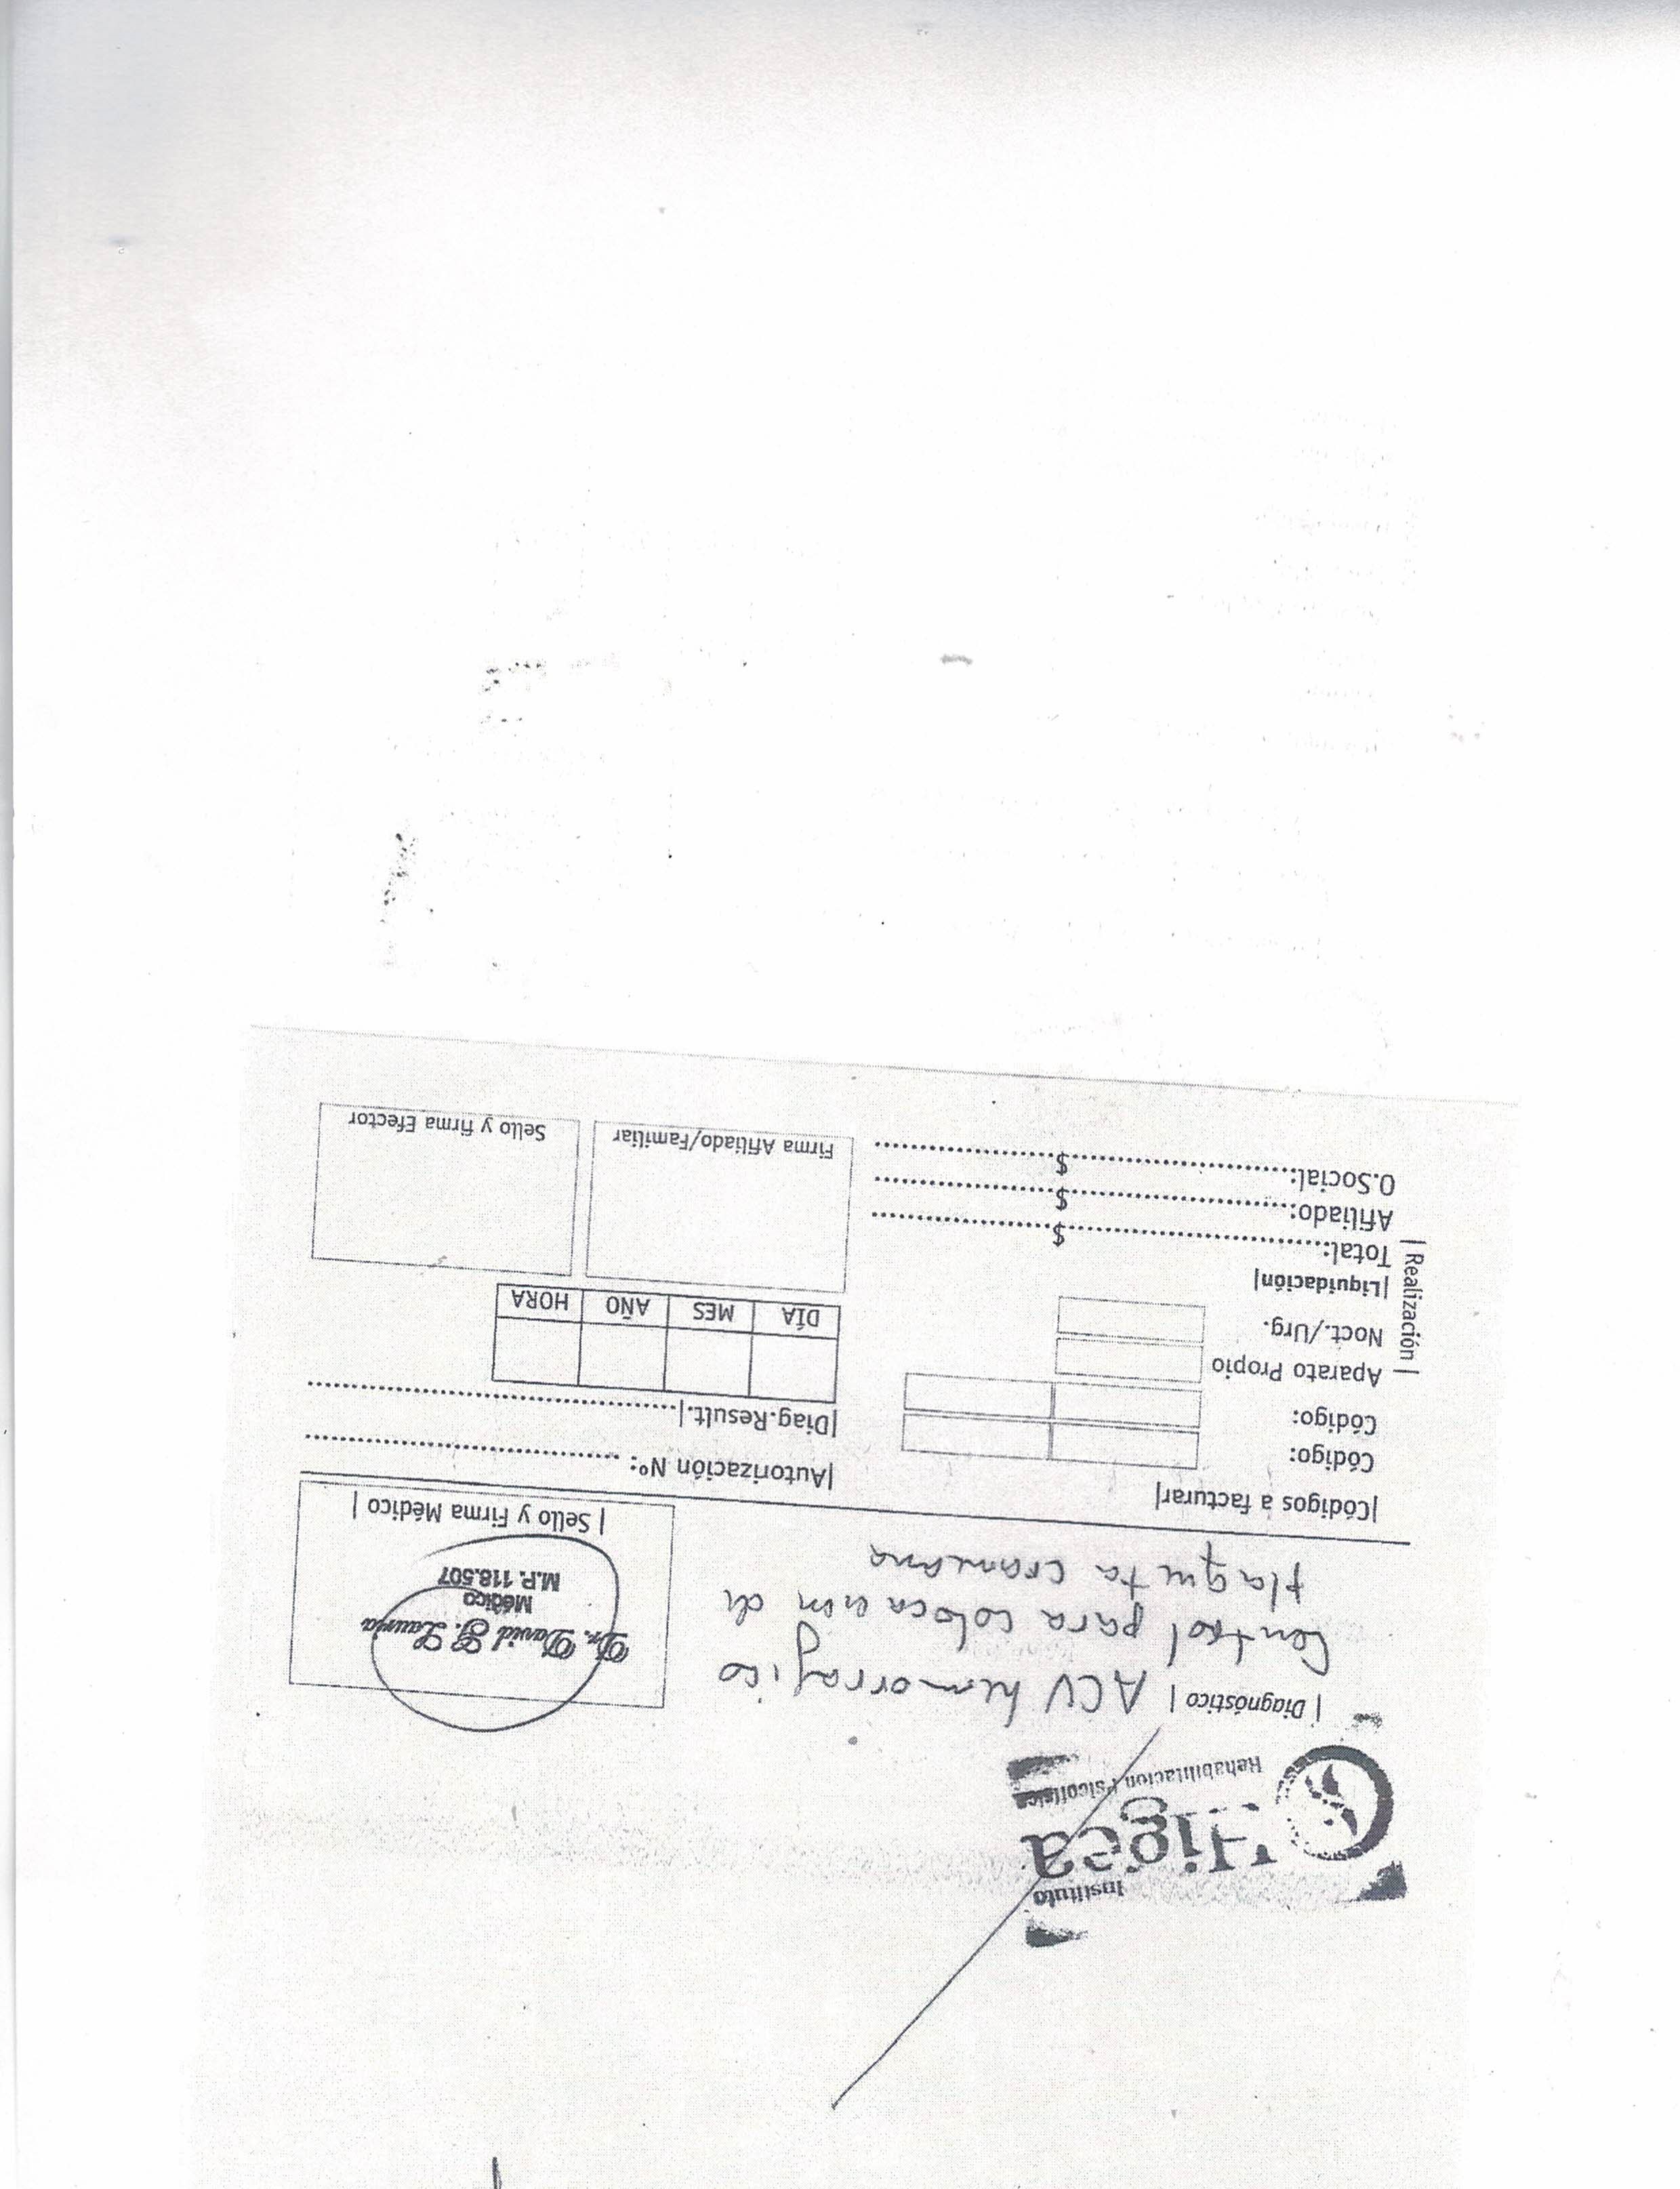 Instituto
Higea
Rehabilitación Psicofísica
| Diagnóstico | ACV hemorragico
Control para colocacion de
plaqueta craneana
Dr. David G. Lauría
Médico
M.P. 118.507
| Sello y Firma Médico |
|Códigos a facturar|
Código:
Código:
Aparato Propio
Noct./Urg.
|Liquidación|
Total: $
Afiliado: $
O.Social: $
| Realización |
|Autorización Nº:
|Diag.Result.|
DÍA MES AÑO HORA
Firma Afiliado/Familiar
Sello y firma Efector